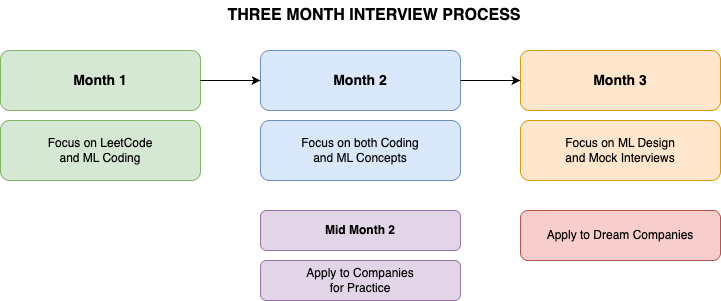 THREE MONTH INTERVIEW PROCESS
Month 1
Month 2
Month 3
Focus on LeetCode
and ML Coding
Focus on both Coding
and ML Concepts
Focus on ML Design
and Mock Interviews
Mid Month 2
Apply to Dream Companies
Apply to Companies
for Practice